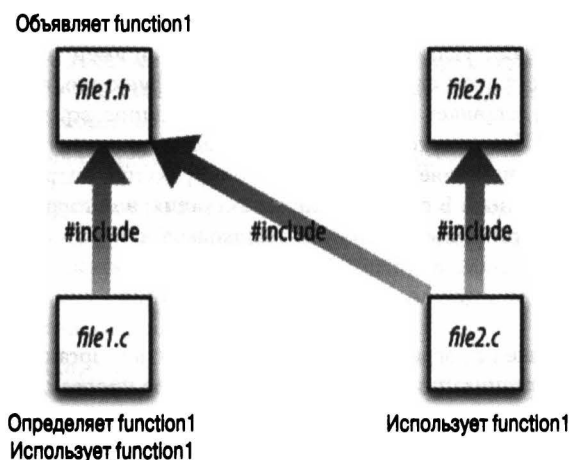 Объявляет function1
file1.h
file2.h
#include
#include
#include
file1.c
file2.c
Определяет function1
Использует function1
Использует function1